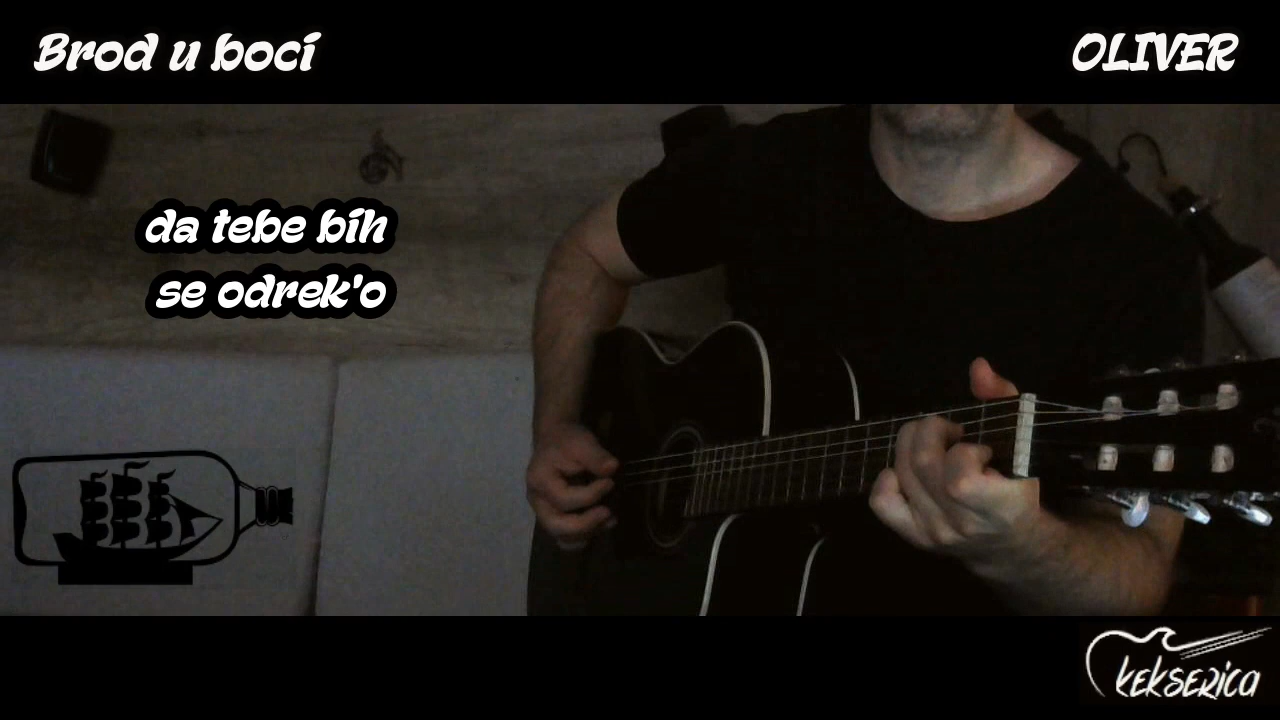 Brod u boci
OLIVER
da tebe bih
se odrek'o
KEKSERICA